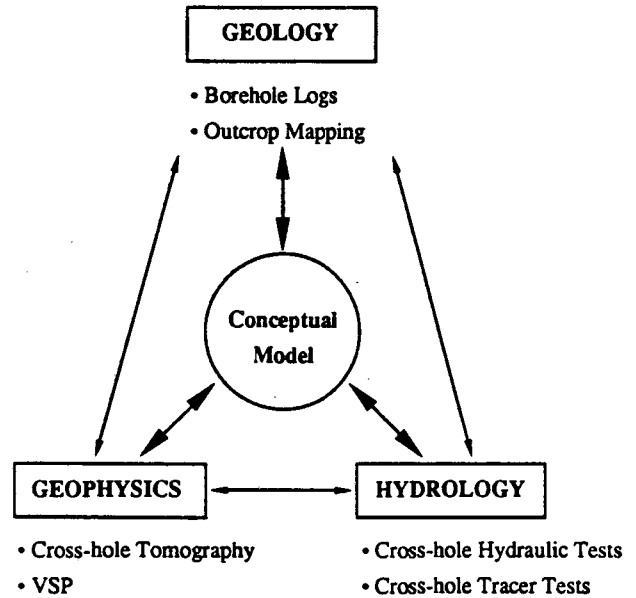 GEOLOGY
• Borehole Logs
• Outcrop Mapping
Conceptual
Model
GEOPHYSICS
• Cross-hole Tomography
• VSP
HYDROLOGY
• Cross-hole Hydraulic Tests
• Cross-hole Tracer Tests